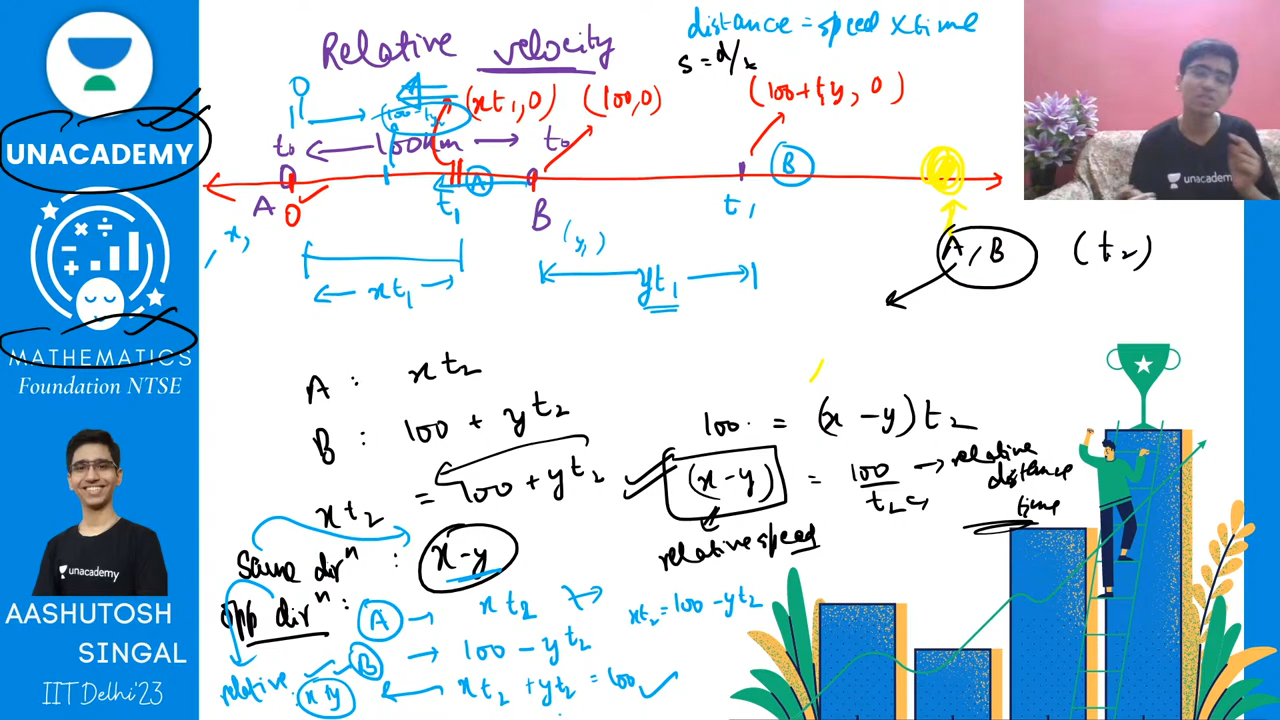 Relative velocity
distance = speed x time
s = d/t
(xt1, 0)
(100, 0)
(100 + t1y, 0)
100km
t0
t0
A
O
t1
A
B
t1
B
(y,)
x,
xt1
yt1
A, B
(t2)
UNACADEMY
MATHEMATICS
Foundation NTSE
unacademy
unacademy
AASHUTOSH
SINGAL
IIT Delhi'23
A : xt2
B : 100 + yt2
xt2 = 100 + yt2
100 = (x - y) t2
(x - y) = 100/t2
relative
distance
time
relative speed
same dirn : x - y
opp dirn :
A → xt2
xt2 = 100 - yt2
B → 100 - yt2
xt2 + yt2 = 100
relative x+y